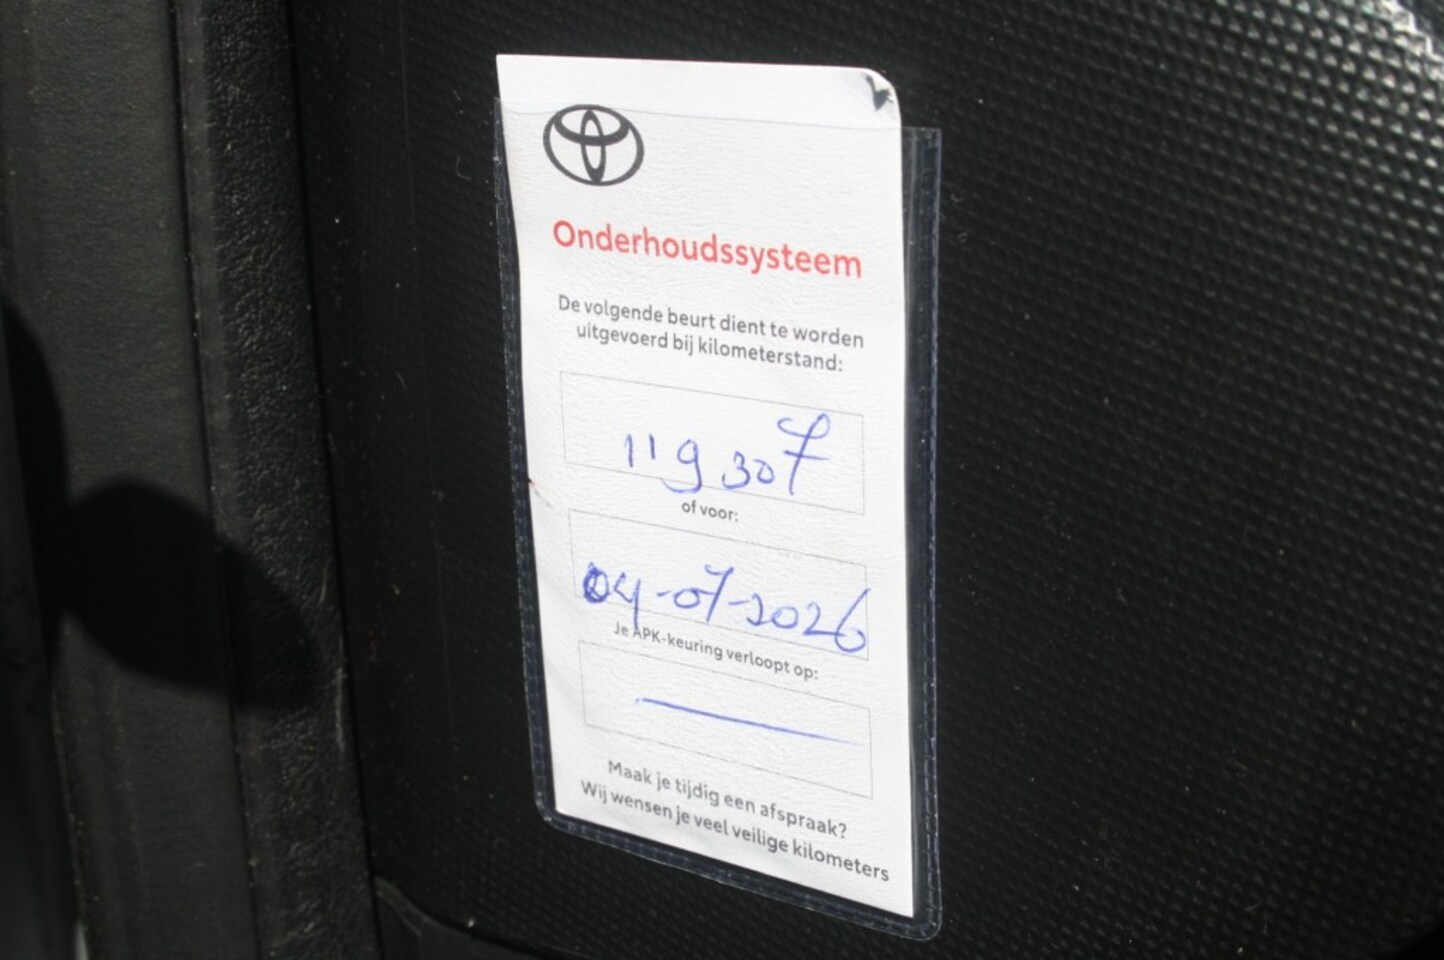 Onderhoudssysteem
De volgende beurt dient te worden
uitgevoerd bij kilometerstand:
119307
of voor:
04-07-2026
Je APK-keuring verloopt op:
Maak je tijdig een afspraak?
Wij wensen je veel veilige kilometers